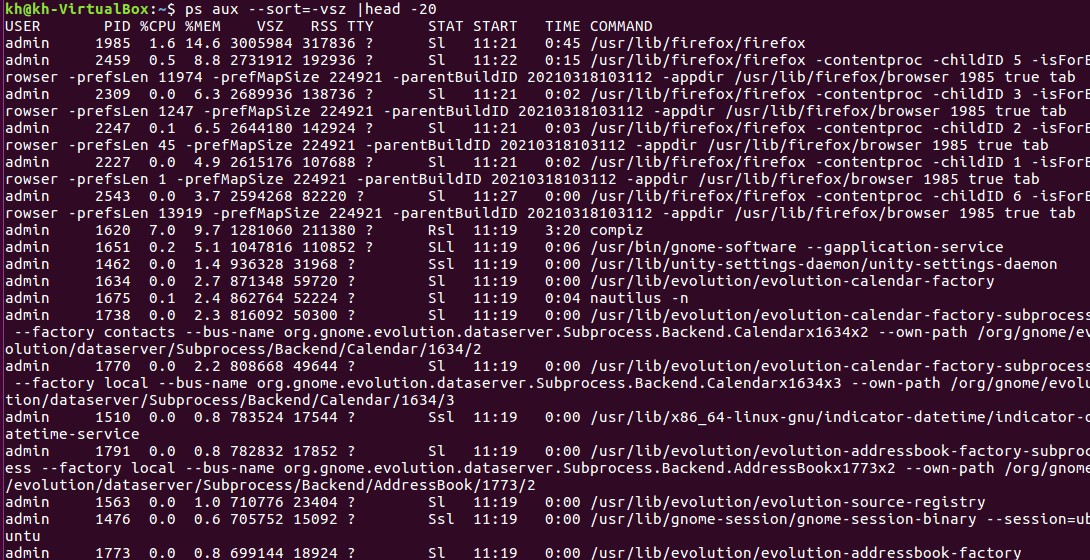 kh@kh-VirtualBox:~$ ps aux --sort=-vsz |head -20
USER       PID %CPU %MEM    VSZ   RSS TTY      STAT START   TIME COMMAND
admin     1985  1.6 14.6 3005984 317836 ?      Sl   11:21   0:45 /usr/lib/firefox/firefox
admin     2459  0.5  8.8 2731912 192936 ?      Sl   11:22   0:15 /usr/lib/firefox/firefox -contentproc -childID 5 -isForB
rowser -prefsLen 11974 -prefMapSize 224921 -parentBuildID 20210318103112 -appdir /usr/lib/firefox/browser 1985 true tab
admin     2309  0.0  6.3 2689936 138736 ?      Sl   11:21   0:02 /usr/lib/firefox/firefox -contentproc -childID 3 -isForB
rowser -prefsLen 1247 -prefMapSize 224921 -parentBuildID 20210318103112 -appdir /usr/lib/firefox/browser 1985 true tab
admin     2247  0.1  6.5 2644180 142924 ?      Sl   11:21   0:03 /usr/lib/firefox/firefox -contentproc -childID 2 -isForB
rowser -prefsLen 45 -prefMapSize 224921 -parentBuildID 20210318103112 -appdir /usr/lib/firefox/browser 1985 true tab
admin     2227  0.0  4.9 2615176 107688 ?      Sl   11:21   0:02 /usr/lib/firefox/firefox -contentproc -childID 1 -isForB
rowser -prefsLen 1 -prefMapSize 224921 -parentBuildID 20210318103112 -appdir /usr/lib/firefox/browser 1985 true tab
admin     2543  0.0  3.7 2594268 82220 ?       Sl   11:27   0:00 /usr/lib/firefox/firefox -contentproc -childID 6 -isForB
rowser -prefsLen 13919 -prefMapSize 224921 -parentBuildID 20210318103112 -appdir /usr/lib/firefox/browser 1985 true tab
admin     1620  7.0  9.7 1281060 211380 ?      Rsl  11:19   3:20 compiz
admin     1651  0.2  5.1 1047816 110852 ?      SLl  11:19   0:06 /usr/bin/gnome-software --gapplication-service
admin     1462  0.0  1.4 936328 31968 ?        Ssl  11:19   0:00 /usr/lib/unity-settings-daemon/unity-settings-daemon
admin     1634  0.0  2.7 871348 59720 ?        Sl   11:19   0:00 /usr/lib/evolution/evolution-calendar-factory
admin     1675  0.1  2.4 862764 52224 ?        Sl   11:19   0:04 nautilus -n
admin     1738  0.0  2.3 816092 50300 ?        Sl   11:19   0:00 /usr/lib/evolution/evolution-calendar-factory-subprocess
 --factory contacts --bus-name org.gnome.evolution.dataserver.Subprocess.Backend.Calendarx1634x2 --own-path /org/gnome/ev
olution/dataserver/Subprocess/Backend/Calendar/1634/2
admin     1770  0.0  2.2 808668 49644 ?        Sl   11:19   0:00 /usr/lib/evolution/evolution-calendar-factory-subprocess
 --factory local --bus-name org.gnome.evolution.dataserver.Subprocess.Backend.Calendarx1634x3 --own-path /org/gnome/evolu
tion/dataserver/Subprocess/Backend/Calendar/1634/3
admin     1510  0.0  0.8 783524 17544 ?        Ssl  11:19   0:00 /usr/lib/x86_64-linux-gnu/indicator-datetime/indicator-d
atetime-service
admin     1791  0.0  0.8 782832 17852 ?        Sl   11:19   0:00 /usr/lib/evolution/evolution-addressbook-factory-subproc
ess --factory local --bus-name org.gnome.evolution.dataserver.Subprocess.Backend.AddressBookx1773x2 --own-path /org/gnome
/evolution/dataserver/Subprocess/Backend/AddressBook/1773/2
admin     1563  0.0  1.0 710776 23404 ?        Sl   11:19   0:00 /usr/lib/evolution/evolution-source-registry
admin     1476  0.0  0.6 705752 15092 ?        Ssl  11:19   0:00 /usr/lib/gnome-session/gnome-session-binary --session=ub
untu
admin     1773  0.0  0.8 699144 18924 ?        Sl   11:19   0:00 /usr/lib/evolution/evolution-addressbook-factory